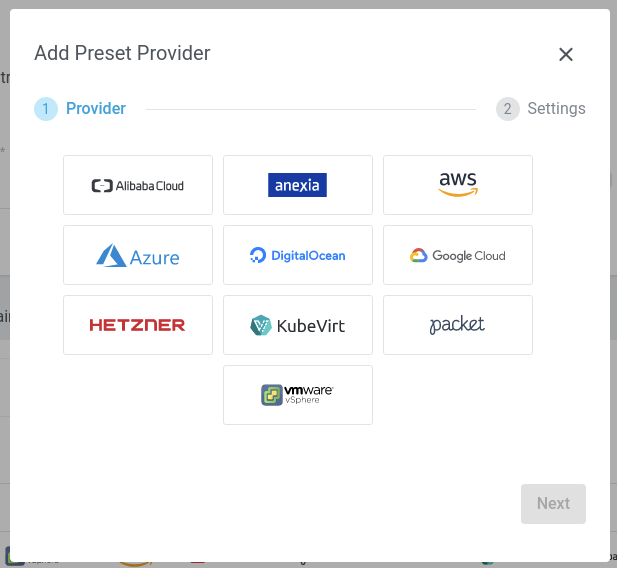 Add Preset Provider
1 Provider
2 Settings
Alibaba Cloud
anexia
aws
Azure
DigitalOcean
Google Cloud
HETZNER
KubeVirt
packet
vmware
vSphere
Next